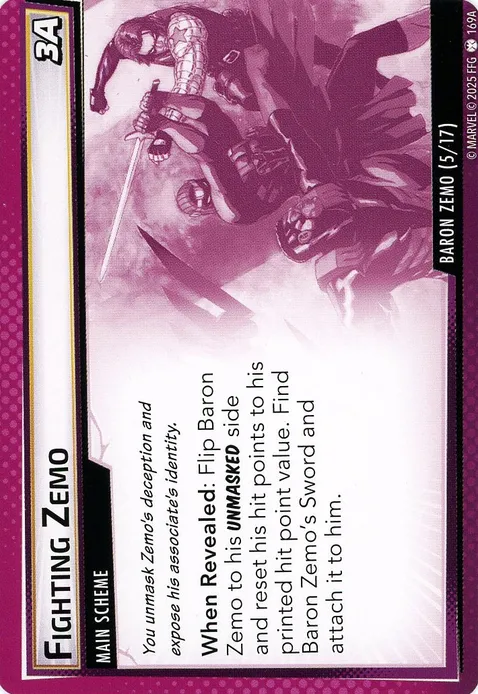 FIGHTING ZEMO
3A
MAIN SCHEME
You unmask Zemo's deception and
expose his associate's identity.
When Revealed: Flip Baron
Zemo to his UNMASKED side
and reset his hit points to his
printed hit point value. Find
Baron Zemo's Sword and
attach it to him.
BARON ZEMO (5/17)
© MARVEL © 2025 FFG 169A